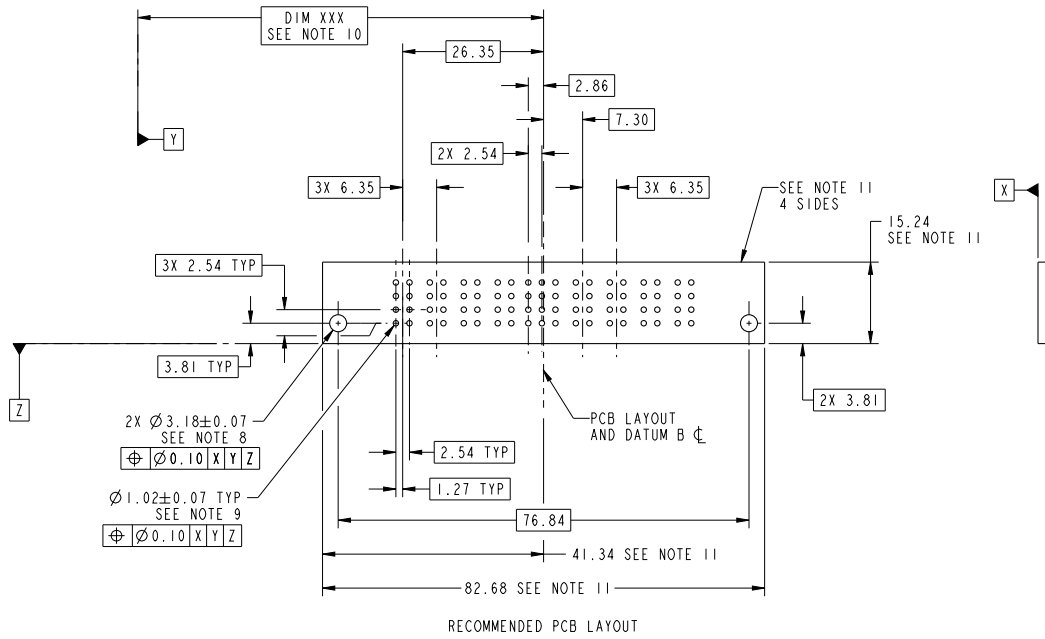 DIM XXX
SEE NOTE 10
26.35
2.86
7.30
Y
2X 2.54
3X 6.35
3X 6.35
SEE NOTE 11
4 SIDES
X
15.24
SEE NOTE 11
3X 2.54 TYP
3.81 TYP
Z
2X 3.81
2X Ø3.18±0.07
SEE NOTE 8
⌖ Ø0.10 X Y Z
PCB LAYOUT
AND DATUM B ℄
2.54 TYP
1.27 TYP
Ø1.02±0.07 TYP
SEE NOTE 9
⌖ Ø0.10 X Y Z
76.84
41.34 SEE NOTE 11
82.68 SEE NOTE 11
RECOMMENDED PCB LAYOUT